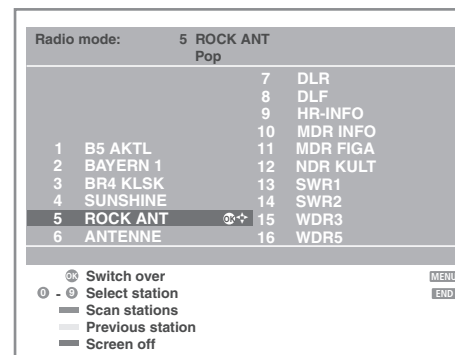 Radio mode: 5 ROCK ANT
Pop
7 DLR
8 DLF
9 HR-INFO
10 MDR INFO
1 B5 AKTL 11 MDR FIGA
2 BAYERN 1 12 NDR KULT
3 BR4 KLSK 13 SWR1
4 SUNSHINE 14 SWR2
5 ROCK ANT OK 15 WDR3
6 ANTENNE 16 WDR5
OK Switch over MENU
0 - 9 Select station END
Scan stations
Previous station
Screen off